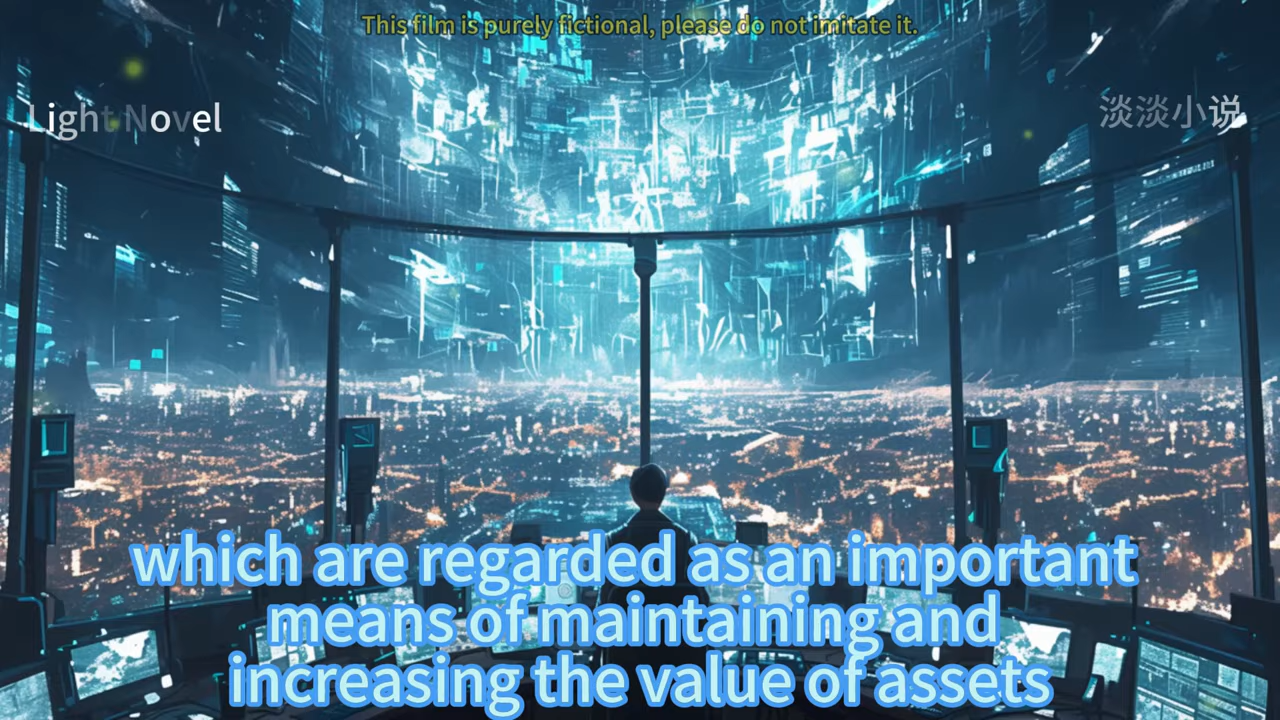 This film is purely fictional, please do not imitate it.
Light Novel
淡淡小说
which are regarded as an important
means of maintaining and
increasing the value of assets